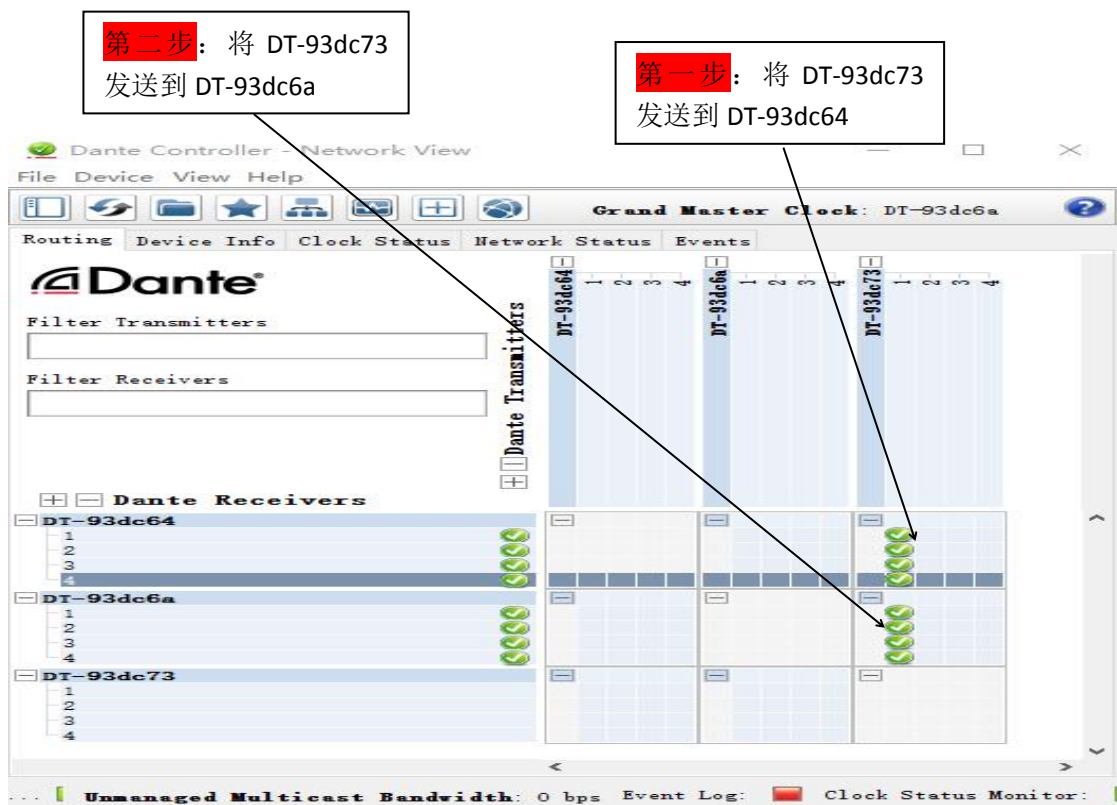 第二步：将 DT-93dc73
发送到 DT-93dc6a
第一步：将 DT-93dc73
发送到 DT-93dc64
Dante Controller - Network View
File Device View Help
Grand Master Clock: DT-93dc6a
Routing Device Info Clock Status Network Status Events
Dante
Filter Transmitters
Filter Receivers
Dante Transmitters
DT-93dc64 1 2 3 4
DT-93dc6a 1 2 3 4
DT-93dc73 1 2 3 4
Dante Receivers
DT-93dc64
1
2
3
4
DT-93dc6a
1
2
3
4
DT-93dc73
1
2
3
4
... Unmanaged Multicast Bandwidth: 0 bps Event Log: Clock Status Monitor: